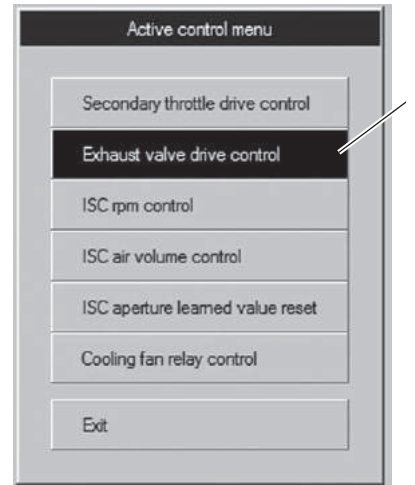 Active control menu
Secondary throttle drive control
Exhaust valve drive control
ISC rpm control
ISC air volume control
ISC aperture learned value reset
Cooling fan relay control
Exit